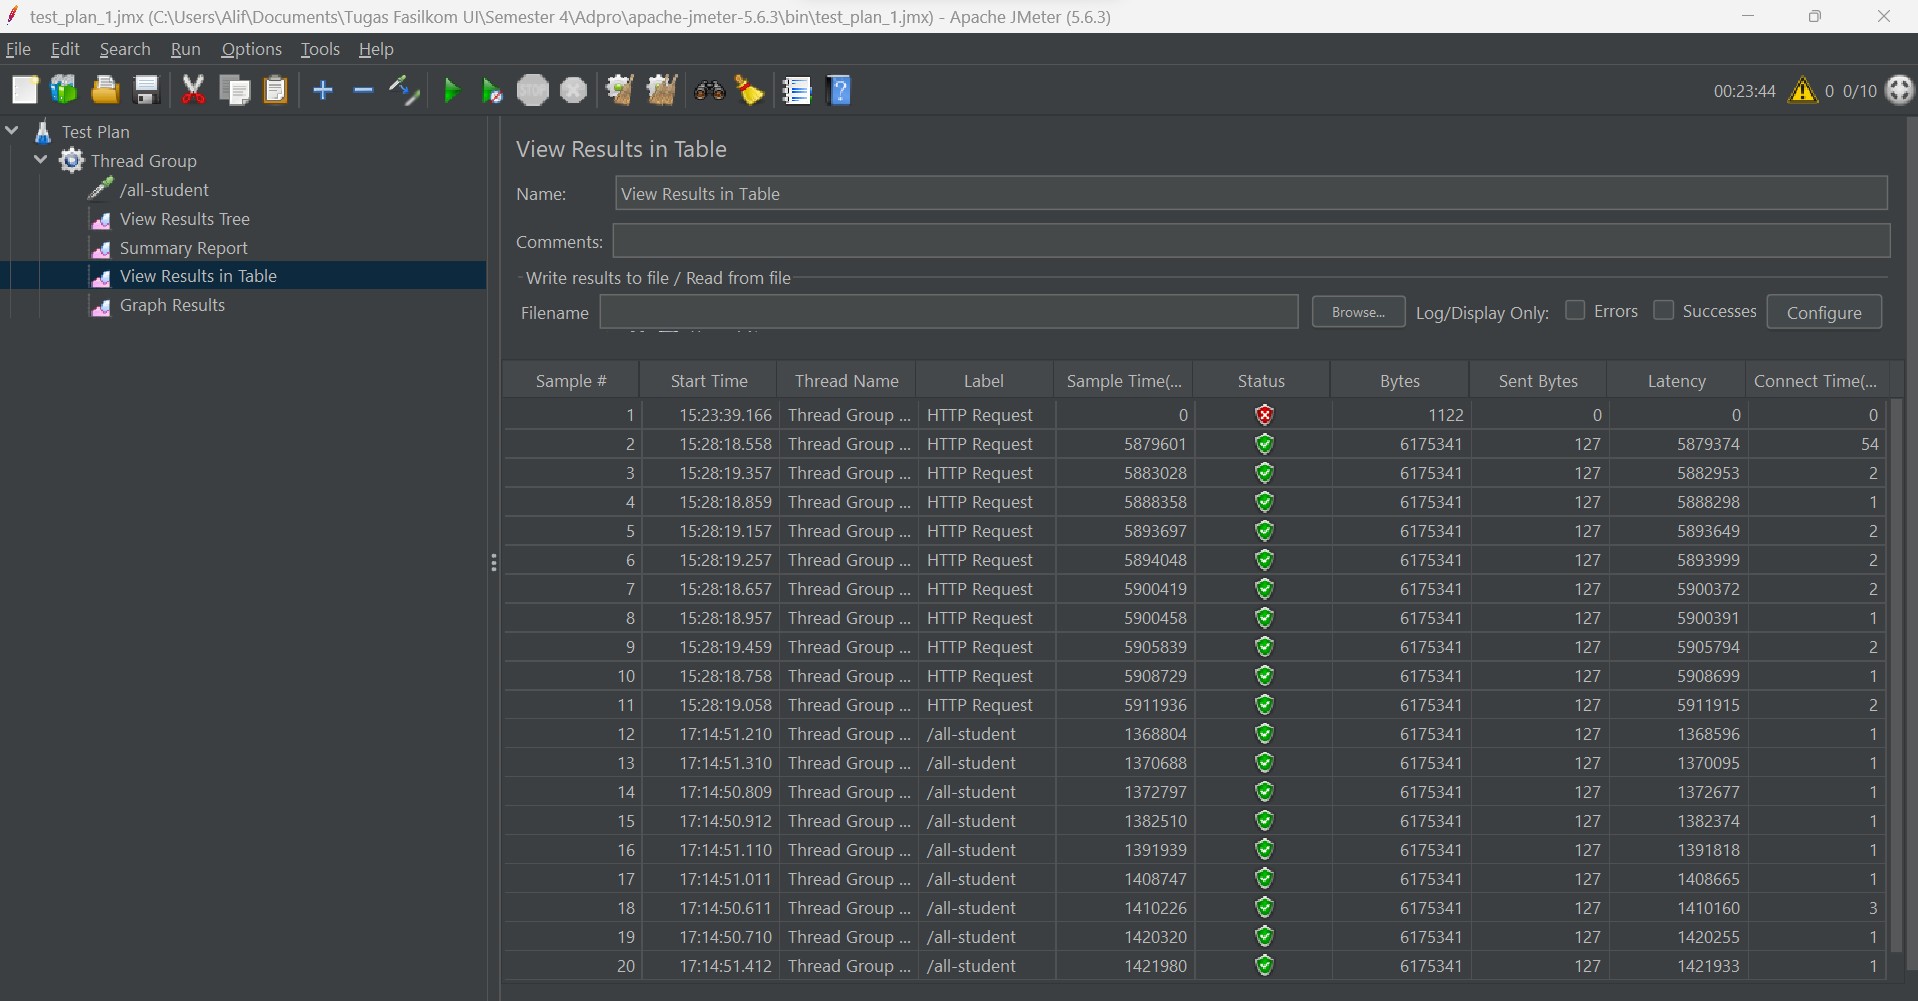 test_plan_1.jmx (C:\Users\Alif\Documents\Tugas Fasilkom UI\Semester 4\Adpro\apache-jmeter-5.6.3\bin\test_plan_1.jmx) - Apache JMeter (5.6.3)
File Edit Search Run Options Tools Help
STOP 00:23:44 0 0/10
Test Plan
Thread Group
/all-student
View Results Tree
Summary Report
View Results in Table
Graph Results
View Results in Table
Name: View Results in Table
Comments:
Write results to file / Read from file
Filename Browse... Log/Display Only: Errors Successes Configure
Sample # Start Time Thread Name Label Sample Time(... Status Bytes Sent Bytes Latency Connect Time(...
1 15:23:39.166 Thread Group ... HTTP Request 0 1122 0 0 0
2 15:28:18.558 Thread Group ... HTTP Request 5879601 6175341 127 5879374 54
3 15:28:19.357 Thread Group ... HTTP Request 5883028 6175341 127 5882953 2
4 15:28:18.859 Thread Group ... HTTP Request 5888358 6175341 127 5888298 1
5 15:28:19.157 Thread Group ... HTTP Request 5893697 6175341 127 5893649 2
6 15:28:19.257 Thread Group ... HTTP Request 5894048 6175341 127 5893999 2
7 15:28:18.657 Thread Group ... HTTP Request 5900419 6175341 127 5900372 2
8 15:28:18.957 Thread Group ... HTTP Request 5900458 6175341 127 5900391 1
9 15:28:19.459 Thread Group ... HTTP Request 5905839 6175341 127 5905794 2
10 15:28:18.758 Thread Group ... HTTP Request 5908729 6175341 127 5908699 1
11 15:28:19.058 Thread Group ... HTTP Request 5911936 6175341 127 5911915 2
12 17:14:51.210 Thread Group ... /all-student 1368804 6175341 127 1368596 1
13 17:14:51.310 Thread Group ... /all-student 1370688 6175341 127 1370095 1
14 17:14:50.809 Thread Group ... /all-student 1372797 6175341 127 1372677 1
15 17:14:50.912 Thread Group ... /all-student 1382510 6175341 127 1382374 1
16 17:14:51.110 Thread Group ... /all-student 1391939 6175341 127 1391818 1
17 17:14:51.011 Thread Group ... /all-student 1408747 6175341 127 1408665 1
18 17:14:50.611 Thread Group ... /all-student 1410226 6175341 127 1410160 3
19 17:14:50.710 Thread Group ... /all-student 1420320 6175341 127 1420255 1
20 17:14:51.412 Thread Group ... /all-student 1421980 6175341 127 1421933 1